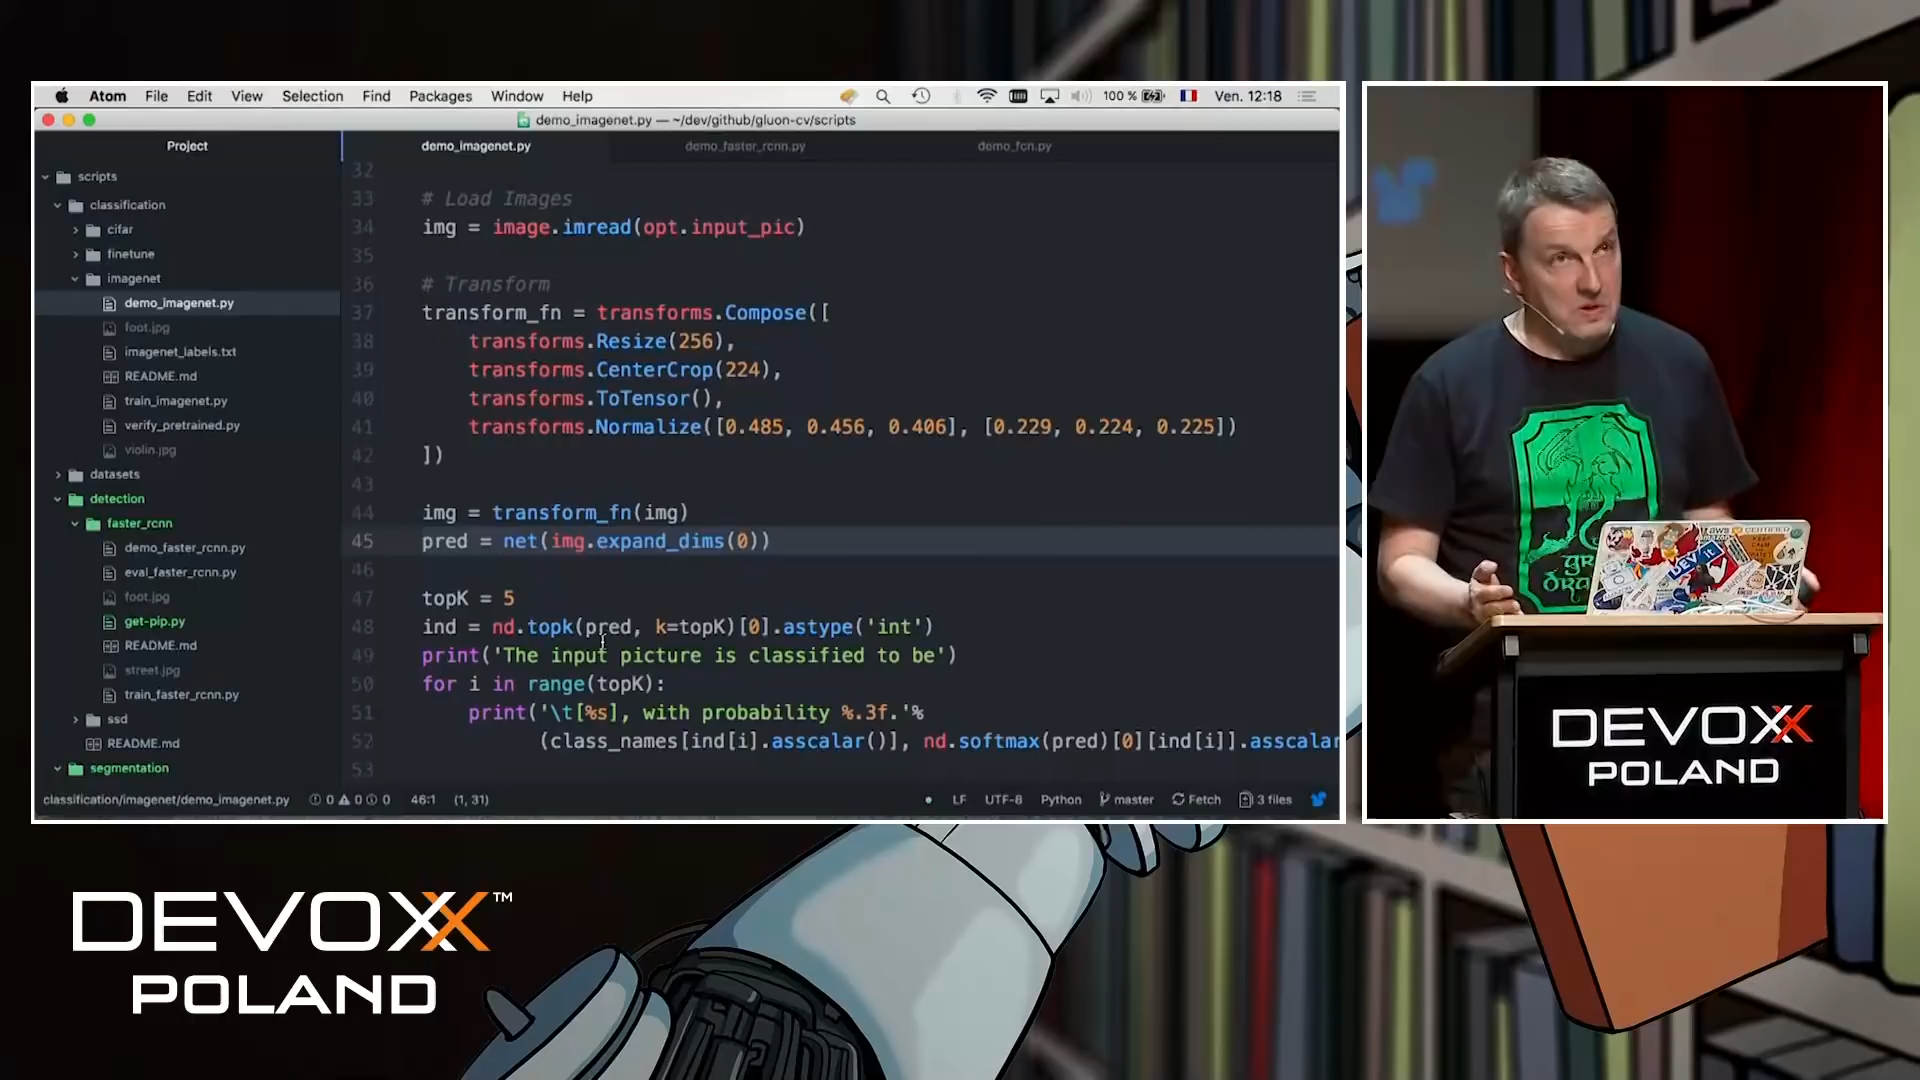 Atom File Edit View Selection Find Packages Window Help
100 % Ven. 12:18
demo_imagenet.py — ~/dev/github/gluon-cv/scripts
Project
demo_imagenet.py
demo_faster_rcnn.py
demo_fcn.py
scripts
classification
cifar
finetune
imagenet
demo_imagenet.py
foot.jpg
imagenet_labels.txt
README.md
train_imagenet.py
verify_pretrained.py
violin.jpg
datasets
detection
faster_rcnn
demo_faster_rcnn.py
eval_faster_rcnn.py
foot.jpg
get-pip.py
README.md
street.jpg
train_faster_rcnn.py
ssd
README.md
segmentation
32
33 # Load Images
34 img = image.imread(opt.input_pic)
35
36 # Transform
37 transform_fn = transforms.Compose([
38 transforms.Resize(256),
39 transforms.CenterCrop(224),
40 transforms.ToTensor(),
41 transforms.Normalize([0.485, 0.456, 0.406], [0.229, 0.224, 0.225])
42 ])
43
44 img = transform_fn(img)
45 pred = net(img.expand_dims(0))
46
47 topK = 5
48 ind = nd.topk(pred, k=topK)[0].astype('int')
49 print('The input picture is classified to be')
50 for i in range(topK):
51 print('\t[%s], with probability %.3f.'%
52 (class_names[ind[i].asscalar()], nd.softmax(pred)[0][ind[i]].asscalar
53
classification/imagenet/demo_imagenet.py 0 0 0 46:1 (1, 31)
LF UTF-8 Python master Fetch 3 files
DEV it
DEVOXX
POLAND
DEVOXX™
POLAND